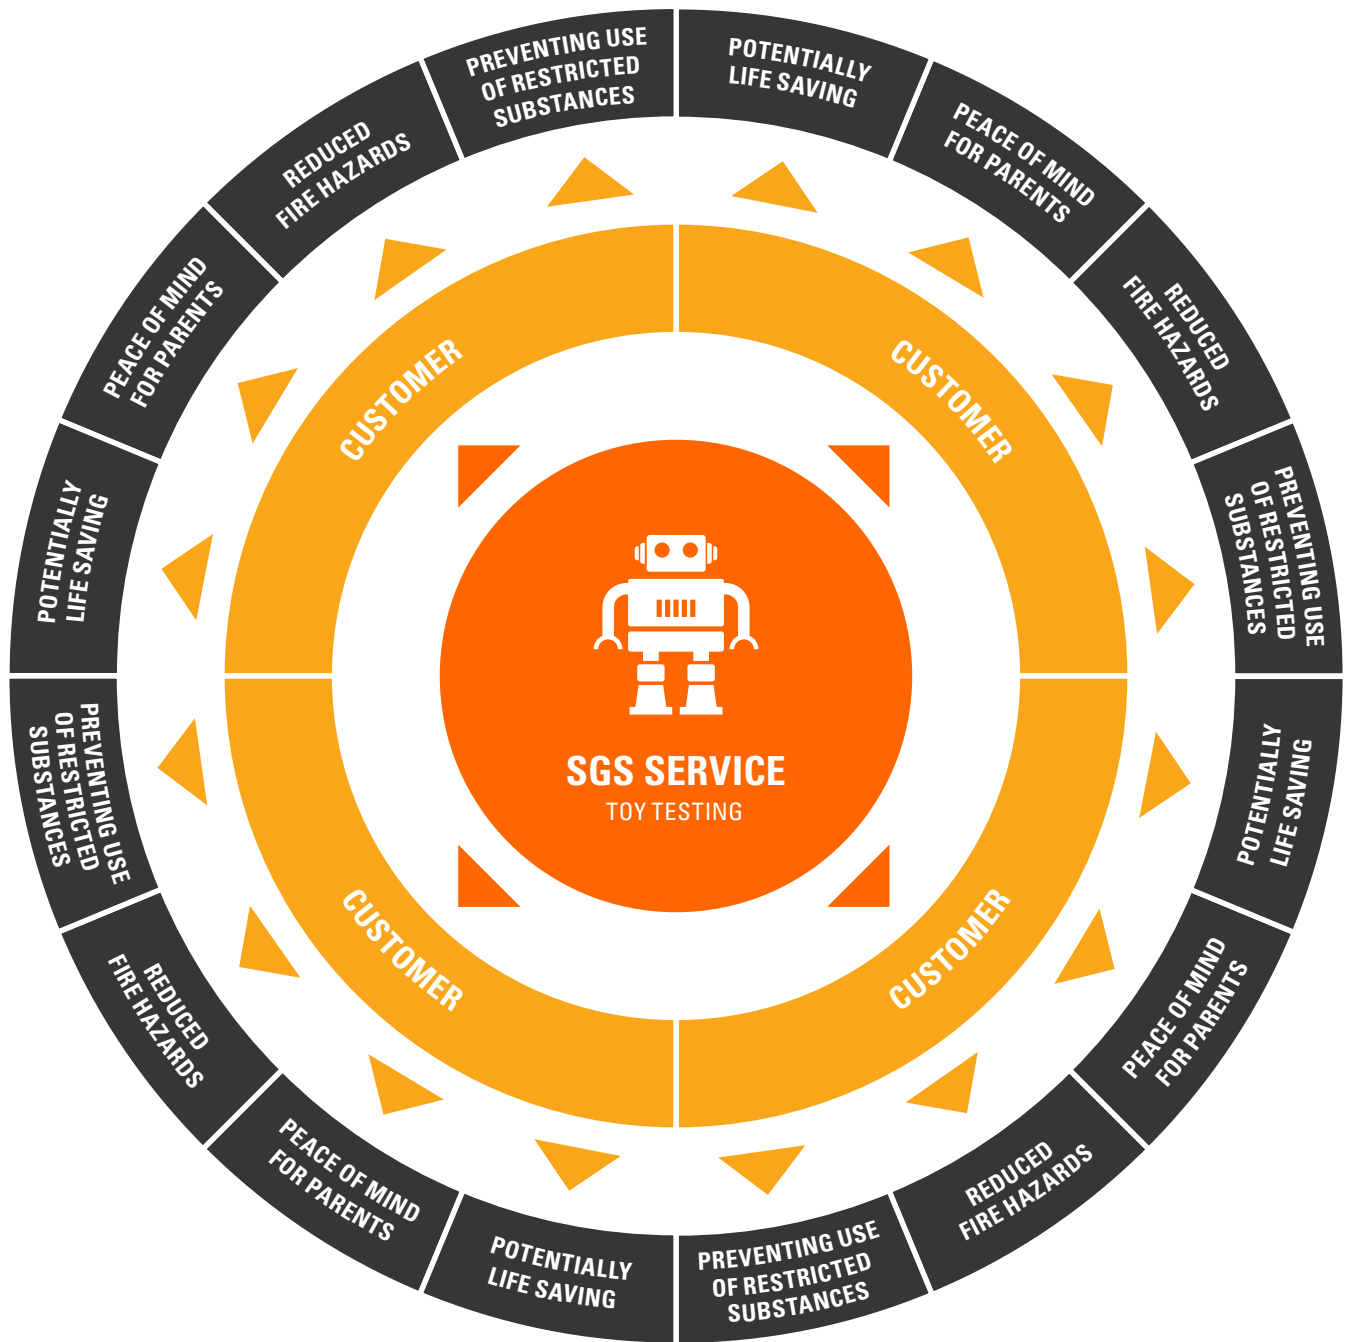 POTENTIALLY
LIFE SAVING
PEACE OF MIND
FOR PARENTS
REDUCED
FIRE HAZARDS
PREVENTING USE
OF RESTRICTED
SUBSTANCES
POTENTIALLY
LIFE SAVING
PEACE OF MIND
FOR PARENTS
REDUCED
FIRE HAZARDS
PREVENTING USE
OF RESTRICTED
SUBSTANCES
POTENTIALLY
LIFE SAVING
PEACE OF MIND
FOR PARENTS
REDUCED
FIRE HAZARDS
PREVENTING USE
OF RESTRICTED
SUBSTANCES
POTENTIALLY
LIFE SAVING
PEACE OF MIND
FOR PARENTS
REDUCED
FIRE HAZARDS
PREVENTING USE
OF RESTRICTED
SUBSTANCES
CUSTOMER
CUSTOMER
CUSTOMER
CUSTOMER
SGS SERVICE
TOY TESTING